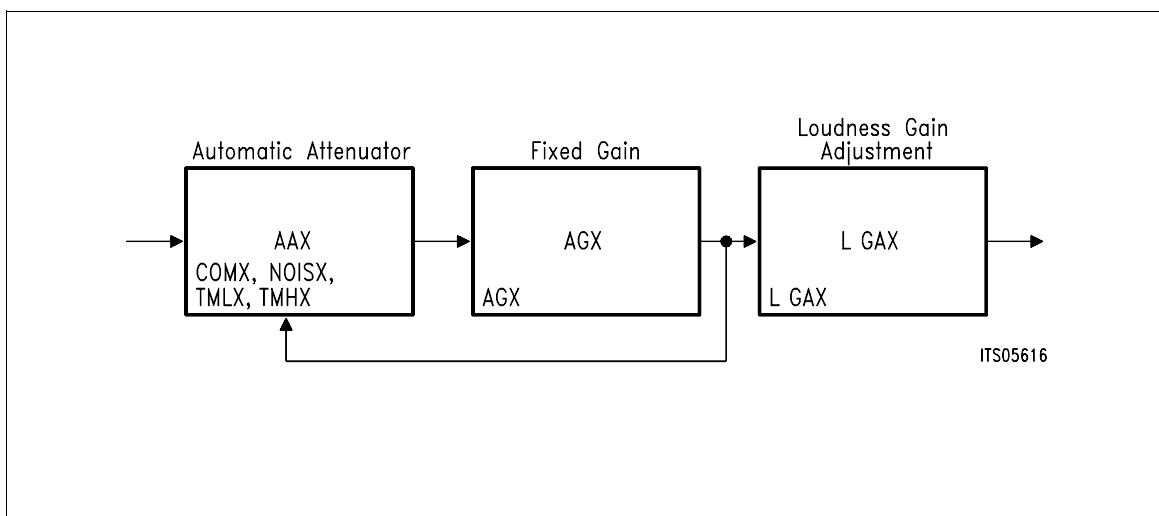 Loudness Gain
Adjustment
Automatic Attenuator
Fixed Gain
AAX
COMX, NOISX,
TMLX, TMHX
AGX
AGX
L GAX
L GAX
ITS05616